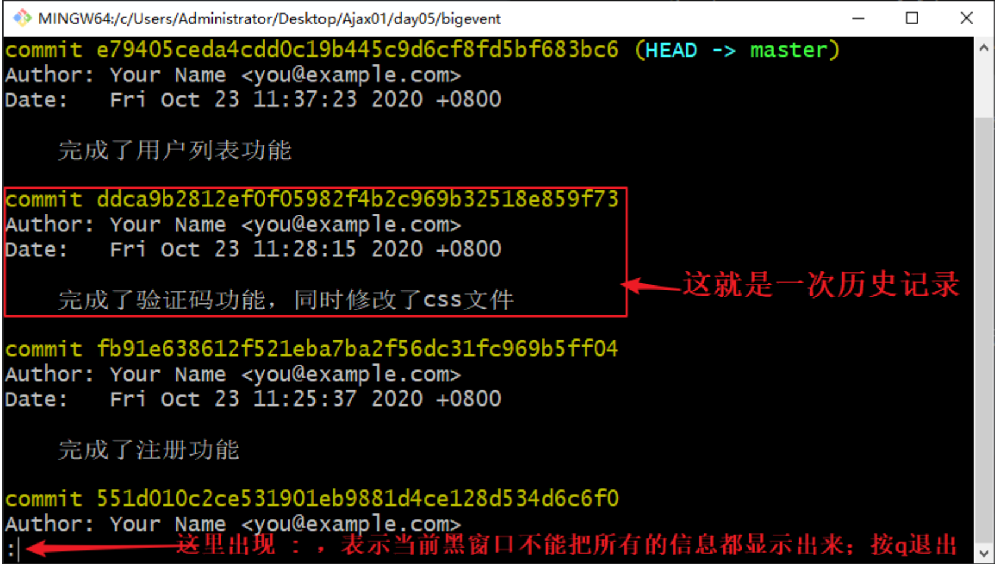 MINGW64:/c/Users/Administrator/Desktop/Ajax01/day05/bigevent
commit e79405ceda4cdd0c19b445c9d6cf8fd5bf683bc6 (HEAD -> master)
Author: Your Name <you@example.com>
Date:   Fri Oct 23 11:37:23 2020 +0800
完成了用户列表功能
commit ddca9b2812ef0f05982f4b2c969b32518e859f73
Author: Your Name <you@example.com>
Date:   Fri Oct 23 11:28:15 2020 +0800
这就是一次历史记录
完成了验证码功能，同时修改了css文件
commit fb91e638612f521eba7ba2f56dc31fc969b5ff04
Author: Your Name <you@example.com>
Date:   Fri Oct 23 11:25:37 2020 +0800
完成了注册功能
commit 551d010c2ce531901eb9881d4ce128d534d6c6f0
Author: Your Name <you@example.com>
:
这里出现 : ，表示当前黑窗口不能把所有的信息都显示出来；按q退出